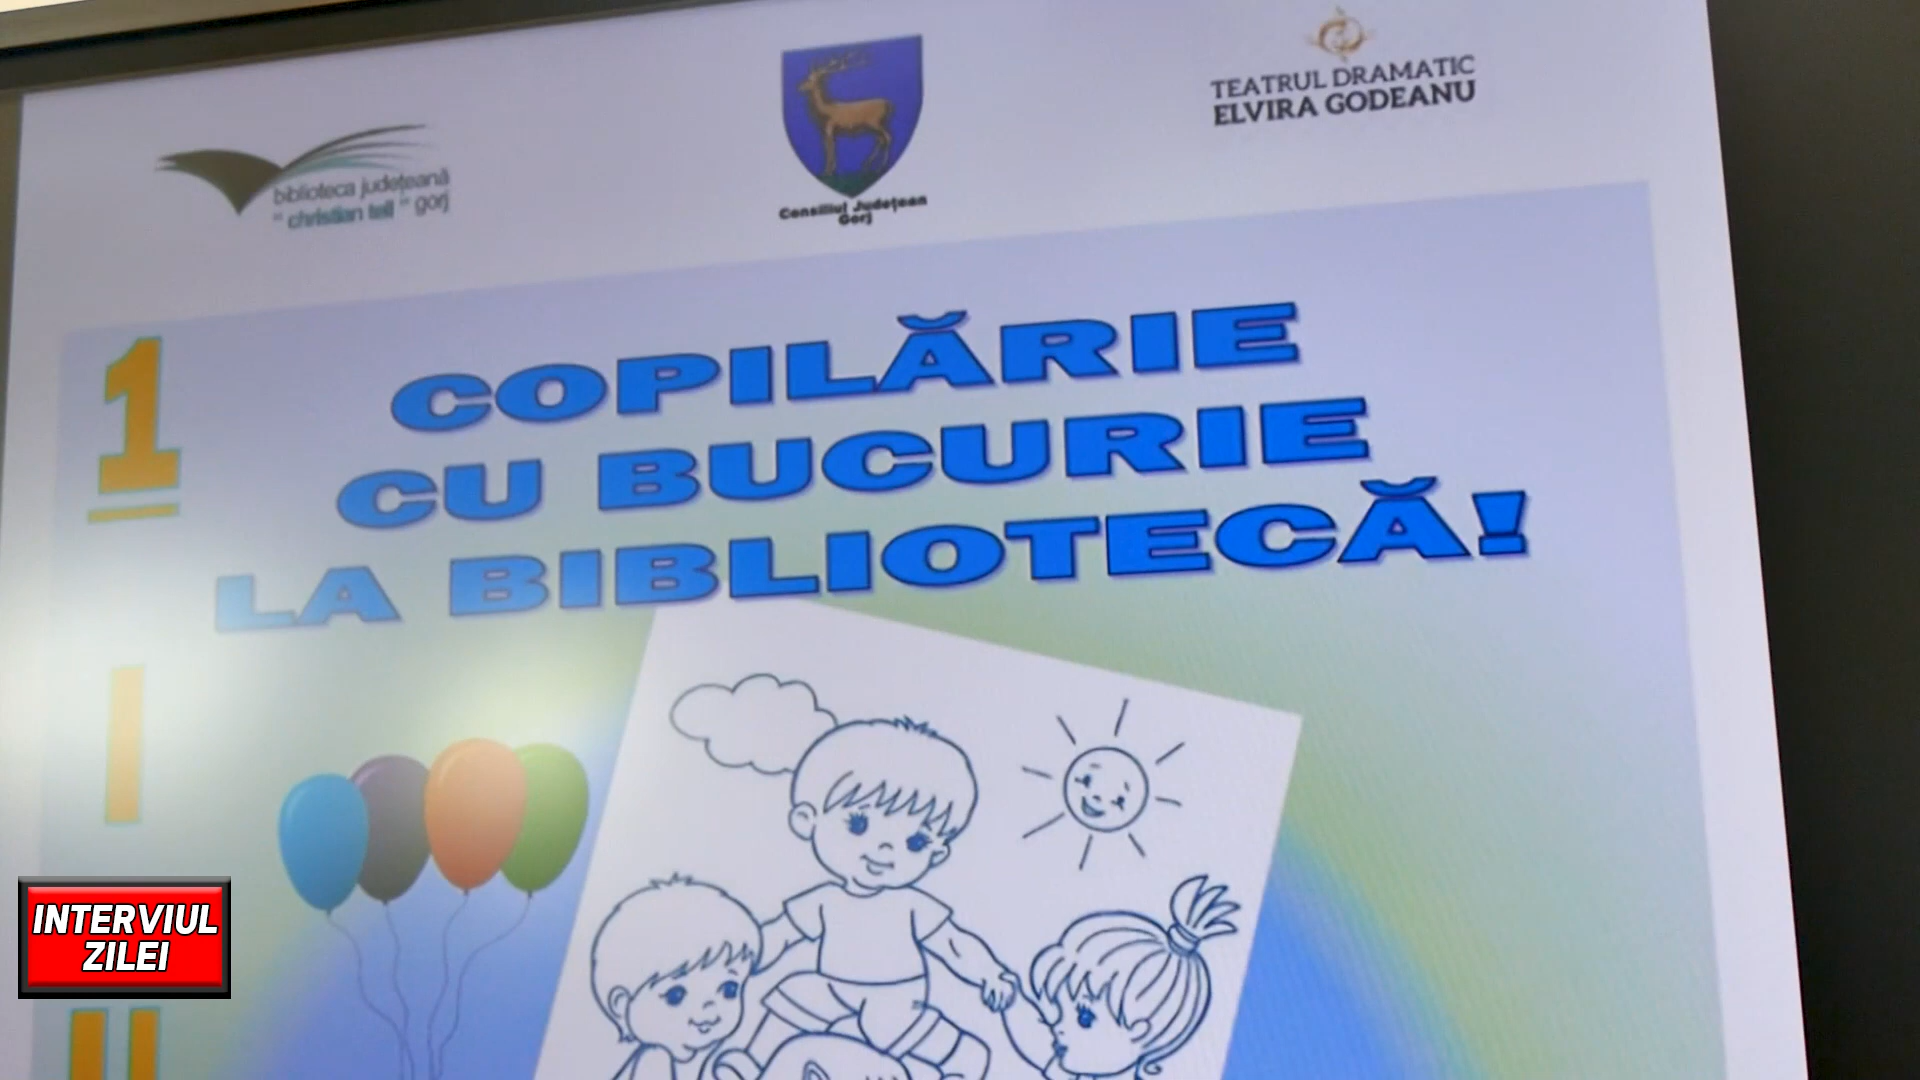 biblioteca județeană
" christian tell " gorj
Consiliul Județean
Gorj
TEATRUL DRAMATIC
ELVIRA GODEANU
COPILĂRIE
CU BUCURIE
LA BIBLIOTECĂ!
1
I
U
INTERVIUL
ZILEI